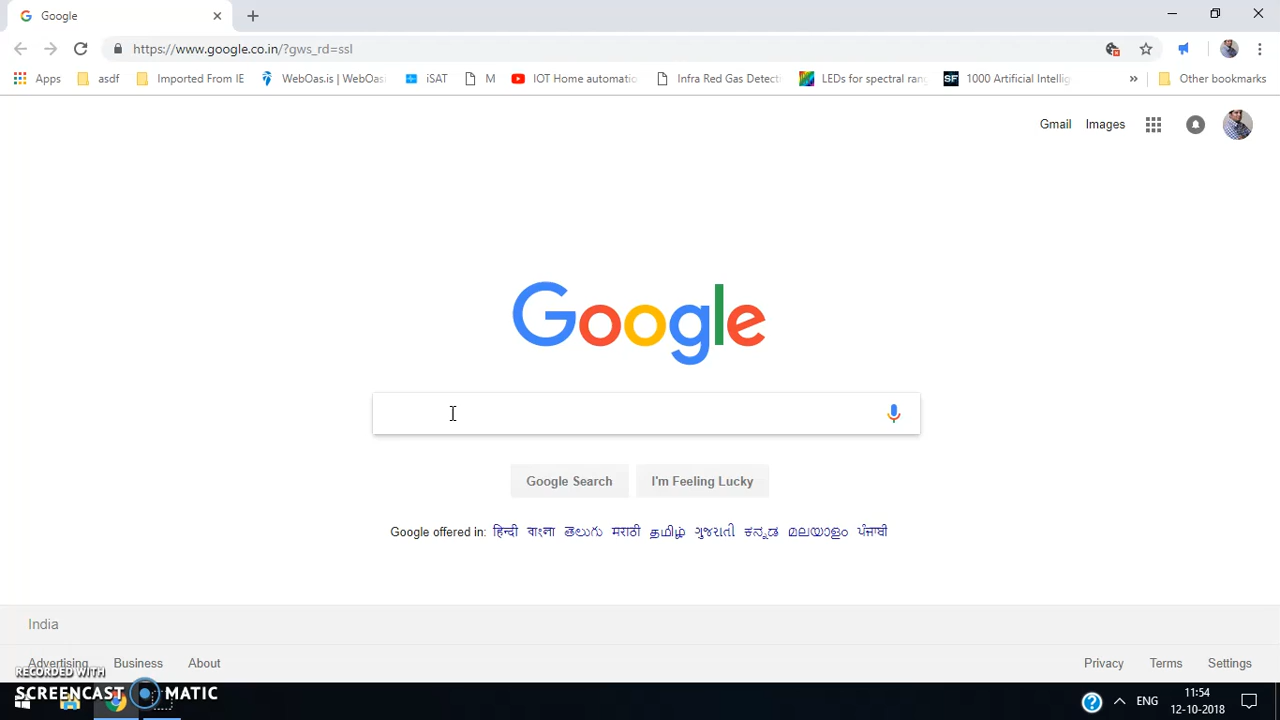 Google
https://www.google.co.in/?gws_rd=ssl
Apps asdf Imported From IE WebOas.is | WebOas iSAT M IOT Home automatio Infra Red Gas Detect LEDs for spectral rang 1000 Artificial Intellig » Other bookmarks
Gmail Images
Google
Google Search I'm Feeling Lucky
Google offered in: हिन्दी বাংলা తెలుగు मराठी தமிழ் ગુજરાતી ಕನ್ನಡ മലയാളം ਪੰਜਾਬੀ
India
Advertising Business About Privacy Terms Settings
RECORDED WITH
SCREENCAST MATIC
ENG 11:54
12-10-2018